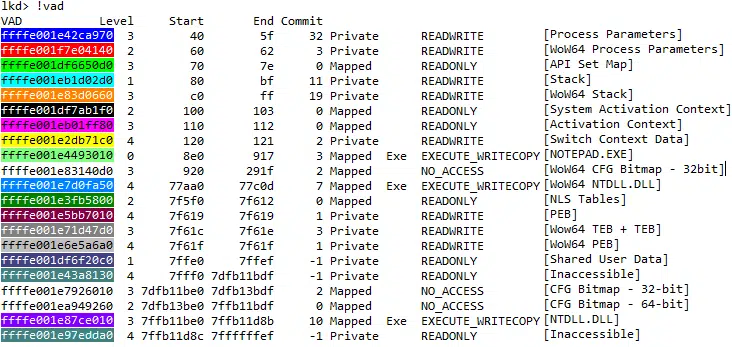 lkd> !vad
VAD Level Start End Commit
ffffe001e42ca970 3 40 5f 32 Private READWRITE [Process Parameters]
ffffe001f7e04140 2 60 62 3 Private READWRITE [WoW64 Process Parameters]
ffffe001df6650d0 3 70 7e 0 Mapped READONLY [API Set Map]
ffffe001eb1d02d0 1 80 bf 11 Private READWRITE [Stack]
ffffe001e83d0660 3 c0 ff 19 Private READWRITE [WoW64 Stack]
ffffe001df7ab1f0 2 100 103 0 Mapped READONLY [System Activation Context]
ffffe001eb01ff80 3 110 112 0 Mapped READONLY [Activation Context]
ffffe001e2db71c0 4 120 121 2 Private READWRITE [Switch Context Data]
ffffe001e4493010 0 8e0 917 3 Mapped Exe EXECUTE_WRITECOPY [NOTEPAD.EXE]
ffffe001e83140d0 3 920 291f 2 Mapped NO_ACCESS [WoW64 CFG Bitmap - 32bit]
ffffe001e7d0fa50 4 77aa0 77c0d 7 Mapped Exe EXECUTE_WRITECOPY [WoW64 NTDLL.DLL]
ffffe001e3fb5800 2 7f5f0 7f612 0 Mapped READONLY [NLS Tables]
ffffe001e5bb7010 4 7f619 7f619 1 Private READWRITE [PEB]
ffffe001e71d47d0 3 7f61c 7f61e 3 Private READWRITE [Wow64 TEB + TEB]
ffffe001e6e5a6a0 4 7f61f 7f61f 1 Private READWRITE [WoW64 PEB]
ffffe001df6f20c0 1 7ffe0 7ffef -1 Private READONLY [Shared User Data]
ffffe001e43a8130 4 7fff0 7dfb11bdf -1 Private READONLY [Inaccessible]
ffffe001e7926010 3 7dfb11be0 7dfb13bdf 2 Mapped NO_ACCESS [CFG Bitmap - 32-bit]
ffffe001ea949260 2 7dfb13be0 7ffb11bdf 0 Mapped NO_ACCESS [CFG Bitmap - 64-bit]
ffffe001e87ce010 3 7ffb11be0 7ffb11d8b 10 Mapped Exe EXECUTE_WRITECOPY [NTDLL.DLL]
ffffe001e97edda0 4 7ffb11d8c 7ffffffef -1 Private READONLY [Inaccessible]